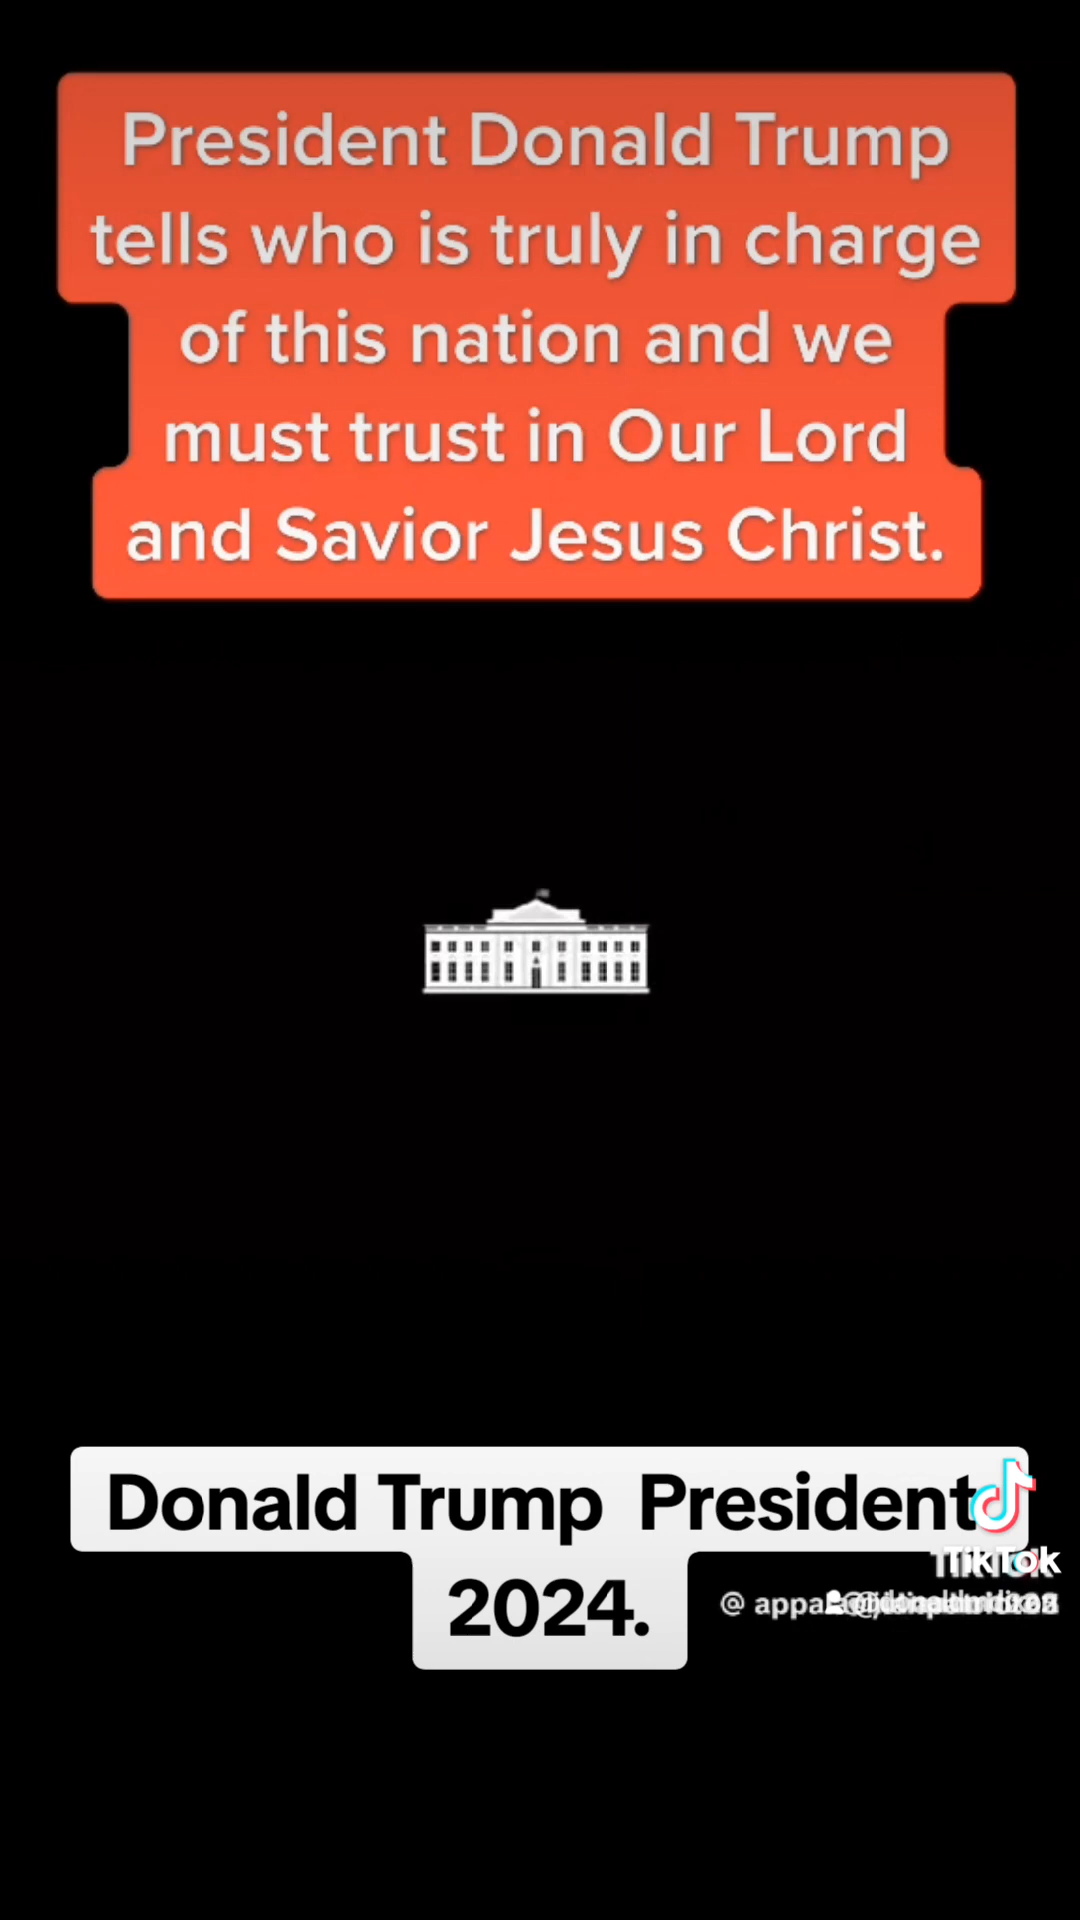 President Donald Trump
tells who is truly in charge
of this nation and we
must trust in Our Lord
and Savior Jesus Christ.
Donald Trump President
2024.
TikTok